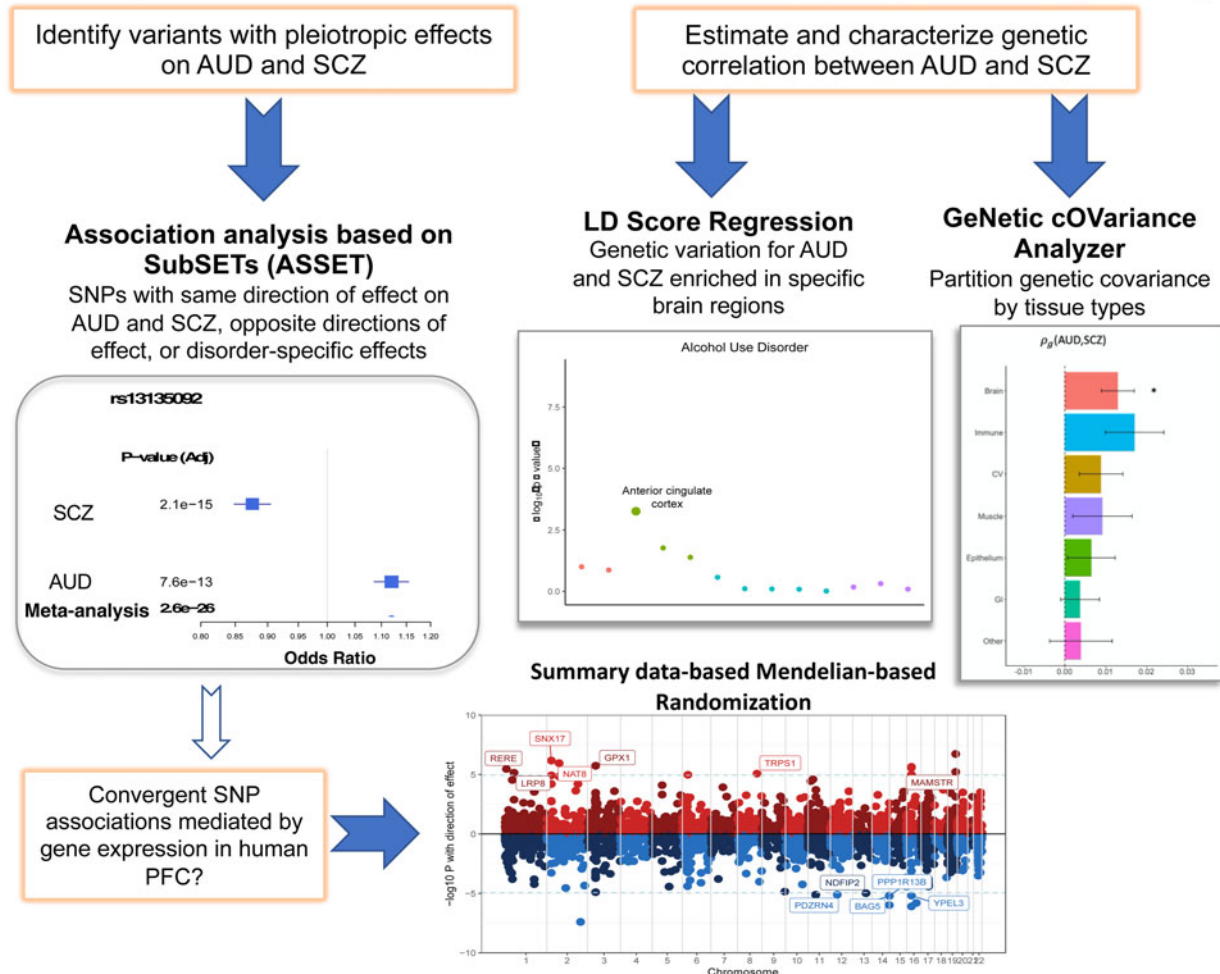 Identify variants with pleiotropic effects
on AUD and SCZ
Estimate and characterize genetic
correlation between AUD and SCZ
Association analysis based on
SubSETs (ASSET)
SNPs with same direction of effect on
AUD and SCZ, opposite directions of
effect, or disorder-specific effects
rs13135092
P-value (Adj)
SCZ 2.1e-15
AUD 7.6e-13
Meta-analysis 2.6e-26
0.80 0.85 0.90 1.00 1.10 1.15 1.20
Odds Ratio
LD Score Regression
Genetic variation for AUD
and SCZ enriched in specific
brain regions
Alcohol Use Disorder
7.5
5.0
2.5
0.0
log10 p value
Anterior cingulate
cortex
GeNetic cOVariance
Analyzer
Partition genetic covariance
by tissue types
ρg(AUD,SCZ)
Brain *
Immune
CV
Muscle
Epithelium
GI
Other
-0.01 0.00 0.01 0.02 0.03
Convergent SNP
associations mediated by
gene expression in human
PFC?
Summary data-based Mendelian-based
Randomization
10
5
0
−5
−10
−log10 P with direction of effect
SNX17
RERE
GPX1
NAT8
LRP8
TRPS1
MAMSTR
NDFIP2
PPP1R13B
PDZRN4
BAG5
YPEL3
1 2 3 4 5 6 7 8 9 10 11 12 13 14 15 16 17 18 19 20 21 22
Chromosome